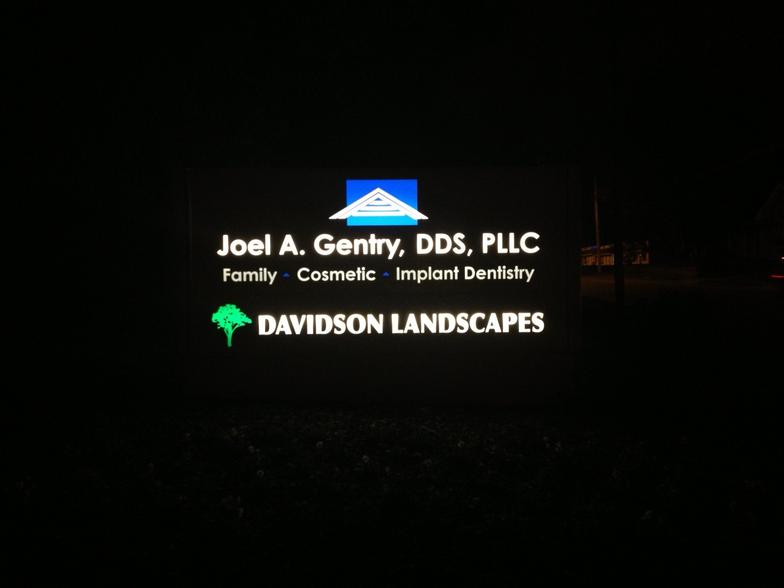 Joel A. Gentry, DDS, PLLC
Family Cosmetic Implant Dentistry
DAVIDSON LANDSCAPES